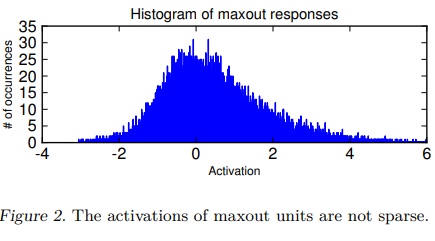 Histogram of maxout responses
35
30
25
20
15
10
5
0
# of occurrences
-4 -2 0 2 4 6
Activation
Figure 2. The activations of maxout units are not sparse.